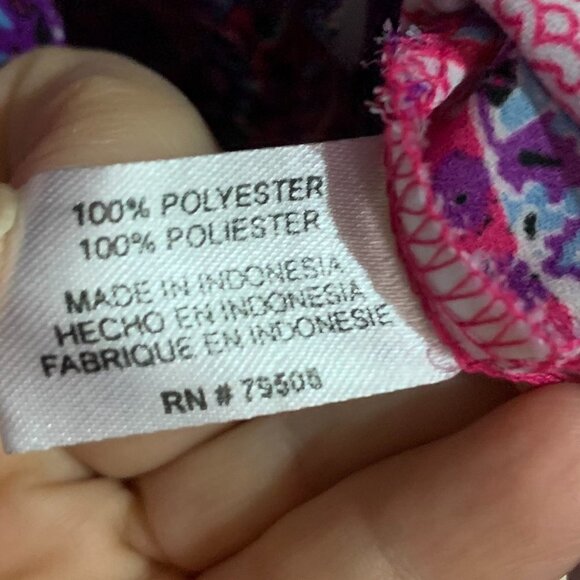 100% POLYESTER
100% POLIESTER
MADE IN INDONESIA
HECHO EN INDONESIA
FABRIQUE EN INDONESIE
RN # 79505